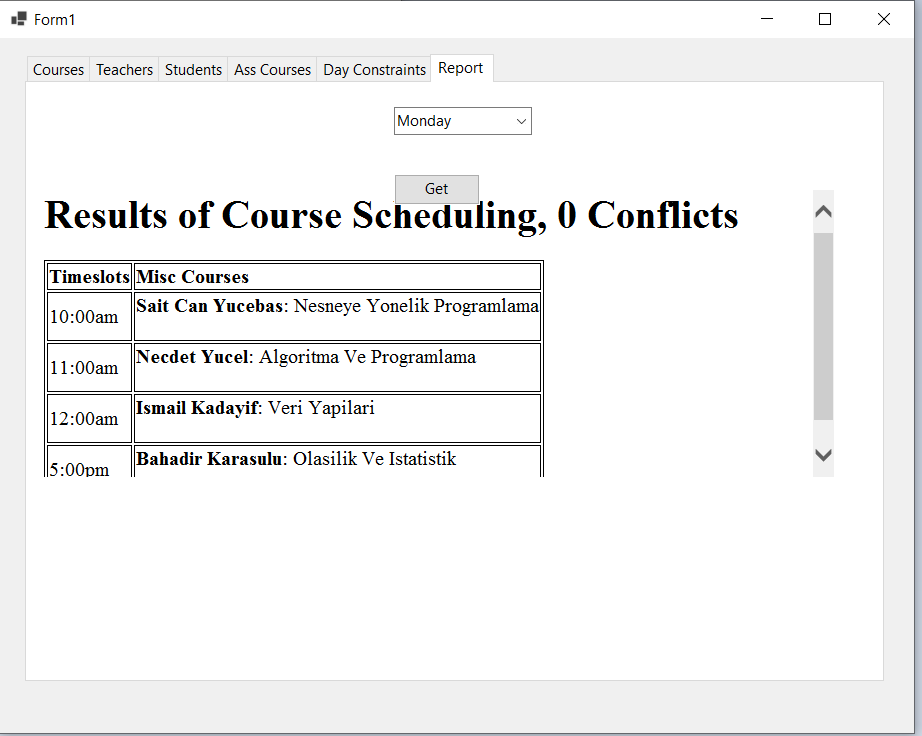 Form1
Courses Teachers Students Ass Courses Day Constraints Report
Monday
Get
Results of Course Scheduling, 0 Conflicts
Timeslots Misc Courses
10:00am Sait Can Yucebas: Nesneye Yonelik Programlama
11:00am Necdet Yucel: Algoritma Ve Programlama
12:00am Ismail Kadayif: Veri Yapilari
5:00pm Bahadir Karasulu: Olasilik Ve Istatistik